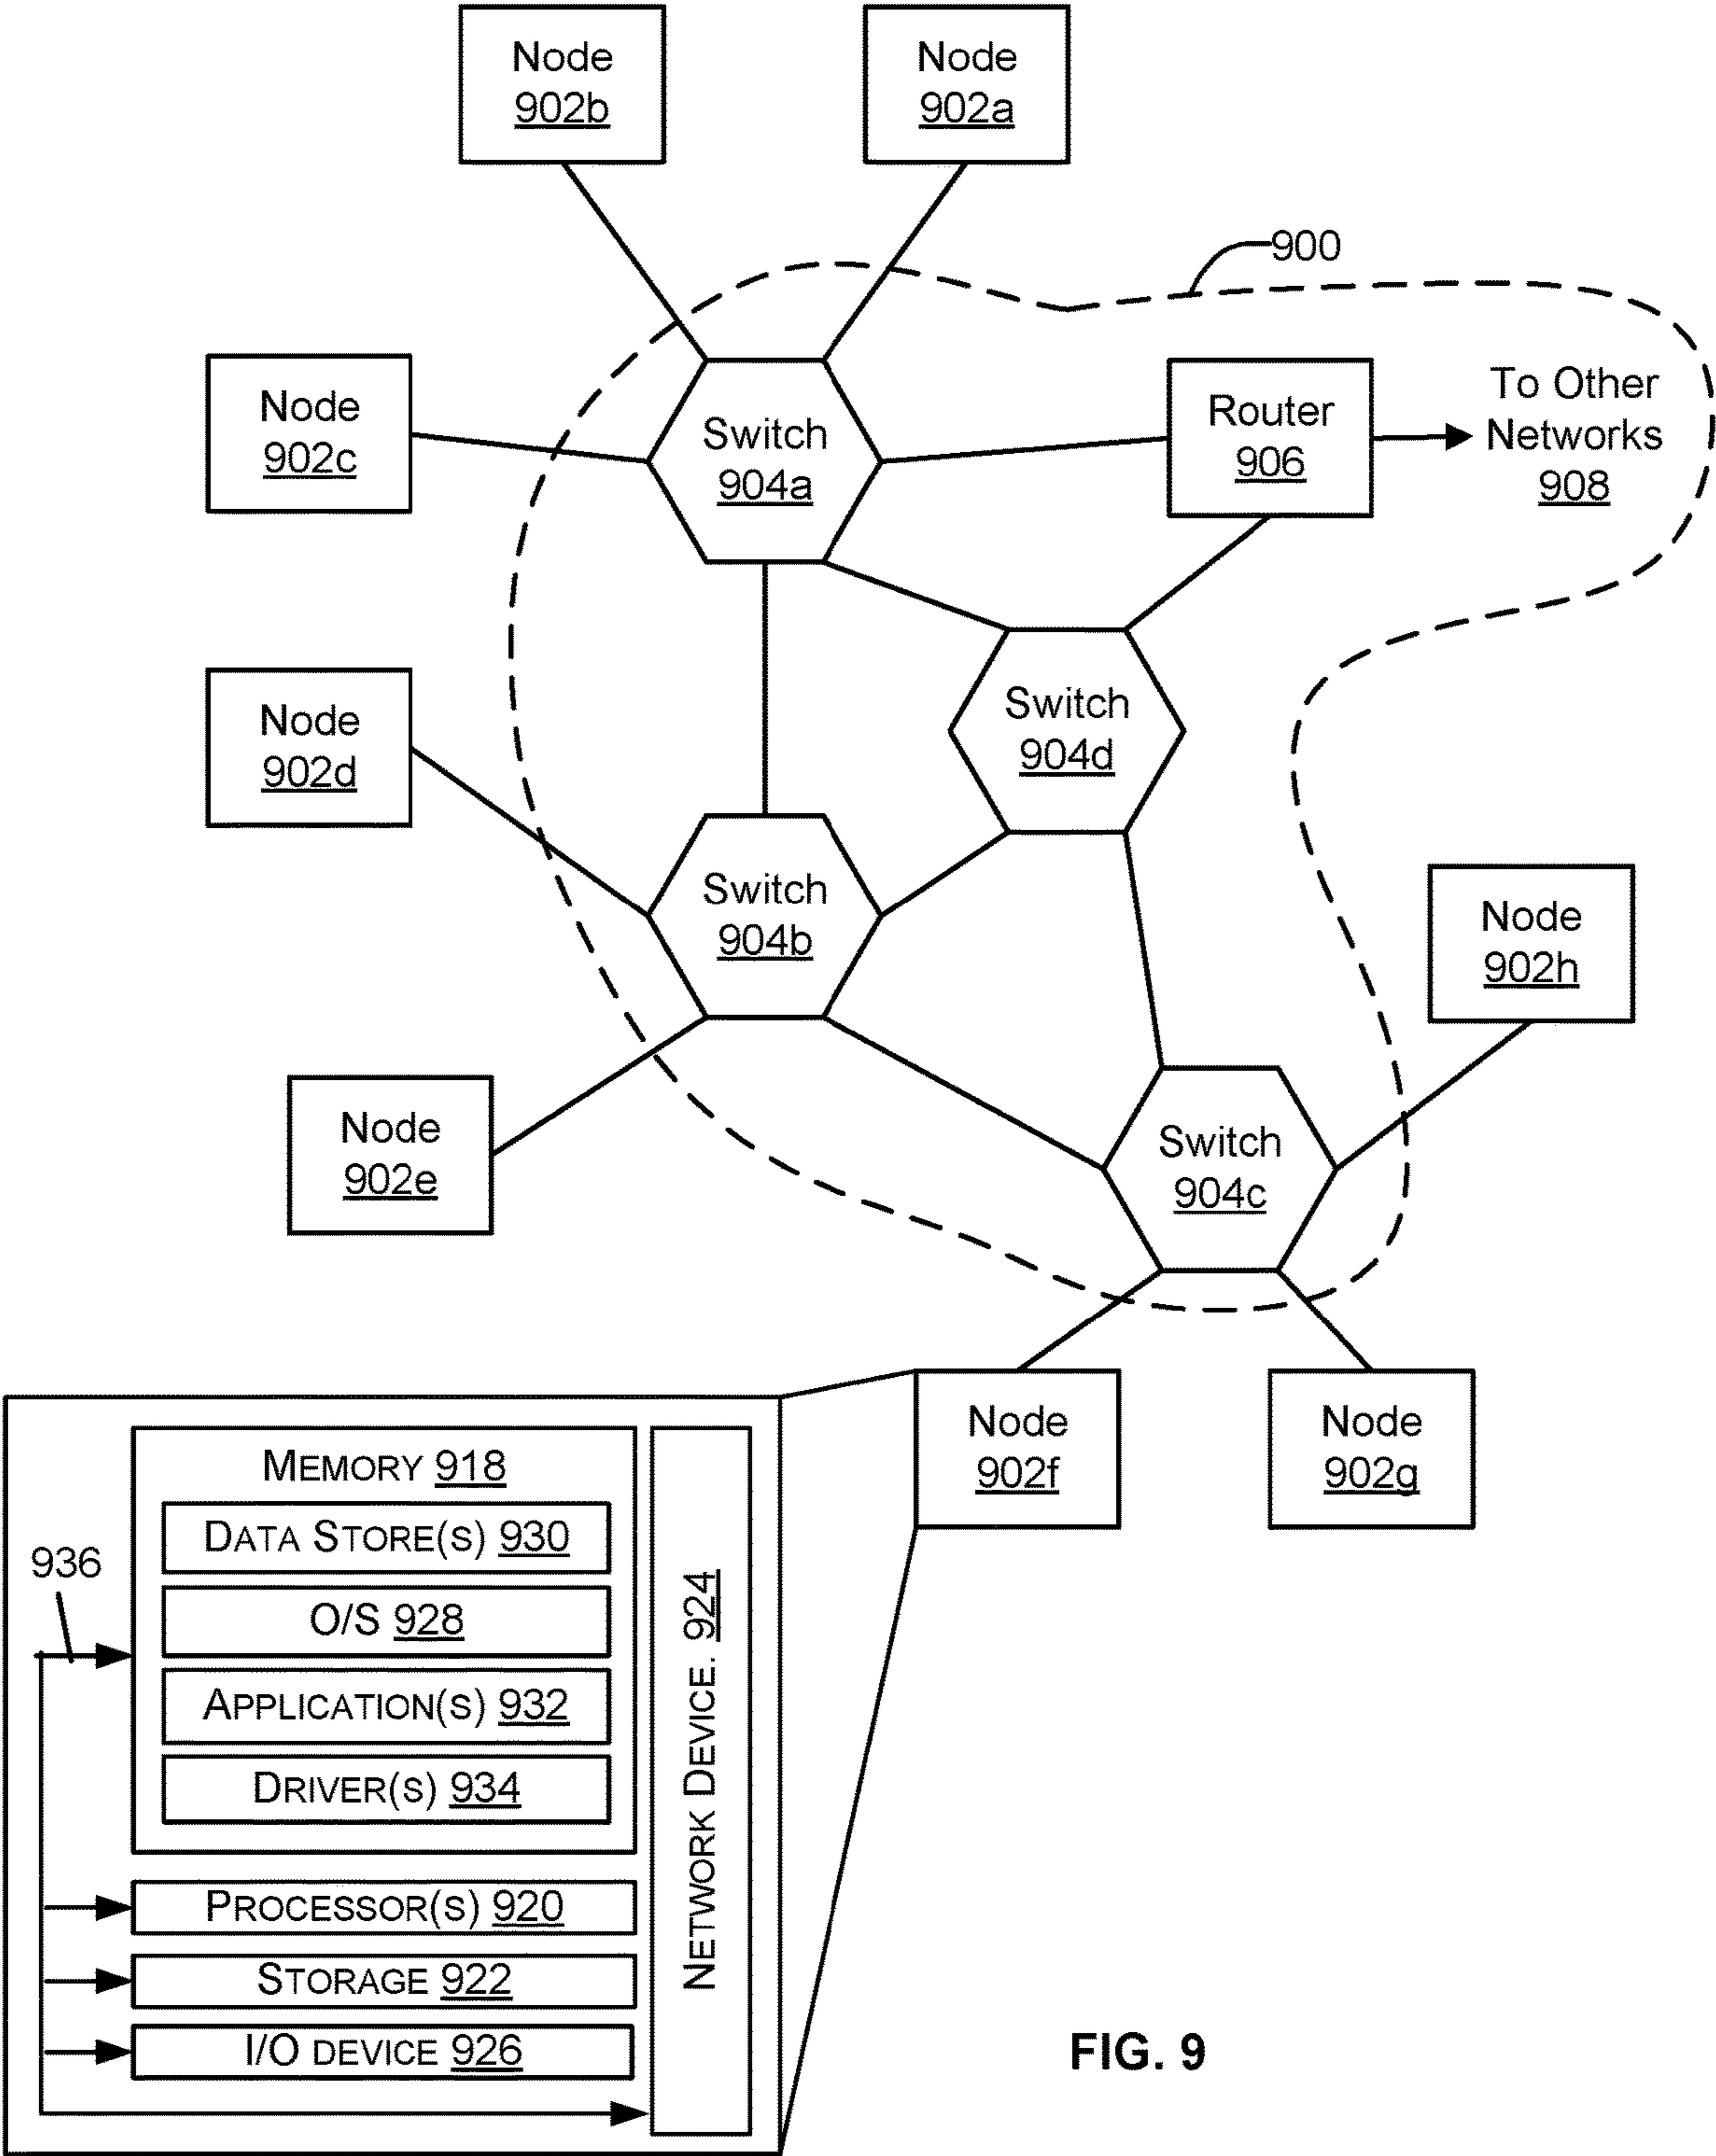 Node
902b
Node
902a
900
Node
902c
Switch
904a
Router
906
To Other
Networks
908
Node
902d
Switch
904d
Switch
904b
Node
902h
Node
902e
Switch
904c
Node
902f
Node
902g
MEMORY 918
DATA STORE(S) 930
936
O/S 928
APPLICATION(S) 932
DRIVER(S) 934
NETWORK DEVICE. 924
PROCESSOR(S) 920
STORAGE 922
I/O DEVICE 926
FIG. 9